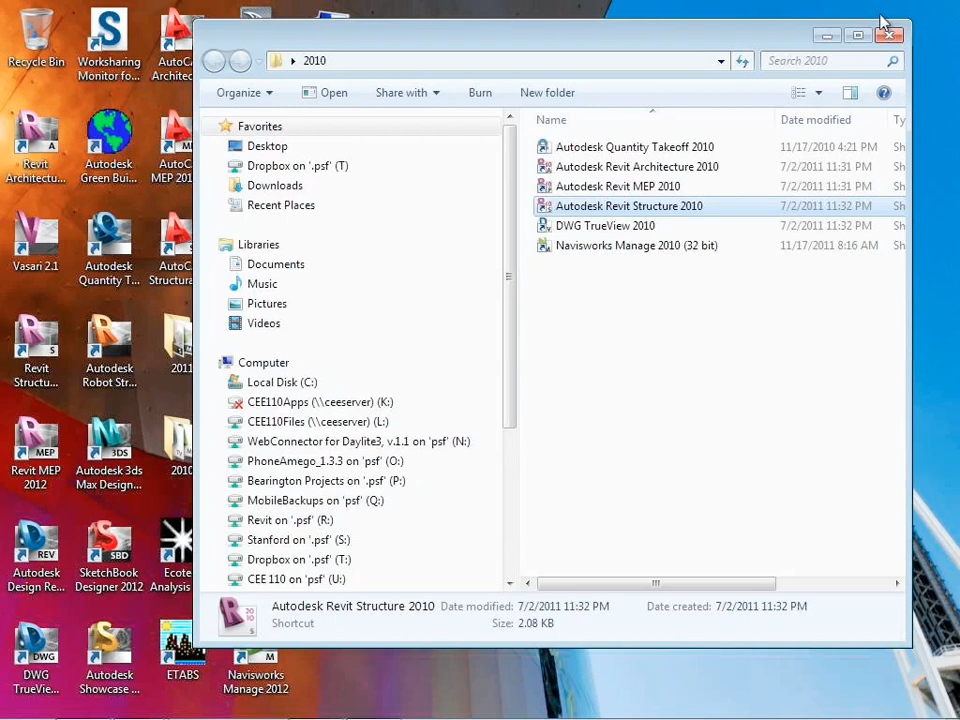 Recycle Bin
Worksharing
Monitor fo...
AutoC
Architec
Revit
Architectu...
Autodesk
Green Bui...
AutoC
MEP 201
Vasari 2.1
Autodesk
Quantity T...
AutoC
Structura
Revit
Structu...
Autodesk
Robot Str...
2011
Revit MEP
2012
Autodesk 3ds
Max Design...
2010
Autodesk
Design Re...
SketchBook
Designer 2012
Ecote
Analysis
DWG
TrueView...
Autodesk
Showcase ...
ETABS
Navisworks
Manage 2012
2010
Search 2010
Organize
Open
Share with
Burn
New folder
Favorites
Desktop
Dropbox on '.psf' (T)
Downloads
Recent Places
Libraries
Documents
Music
Pictures
Videos
Computer
Local Disk (C:)
CEE110Apps (\\ceeserver) (K:)
CEE110Files (\\ceeserver) (L:)
WebConnector for Daylite3, v.1.1 on 'psf' (N:)
PhoneAmego_1.3.3 on 'psf' (O:)
Bearington Projects on '.psf' (P:)
MobileBackups on 'psf' (Q:)
Revit on '.psf' (R:)
Stanford on '.psf' (S:)
Dropbox on '.psf' (T:)
CEE 110 on 'psf' (U:)
Name Date modified Ty
Autodesk Quantity Takeoff 2010 11/17/2010 4:21 PM Sh
Autodesk Revit Architecture 2010 7/2/2011 11:31 PM Sh
Autodesk Revit MEP 2010 7/2/2011 11:31 PM Sh
Autodesk Revit Structure 2010 7/2/2011 11:32 PM Sh
DWG TrueView 2010 7/2/2011 11:32 PM Sh
Navisworks Manage 2010 (32 bit) 11/17/2011 8:16 AM Sh
Autodesk Revit Structure 2010 Date modified: 7/2/2011 11:32 PM Date created: 7/2/2011 11:32 PM
Shortcut Size: 2.08 KB